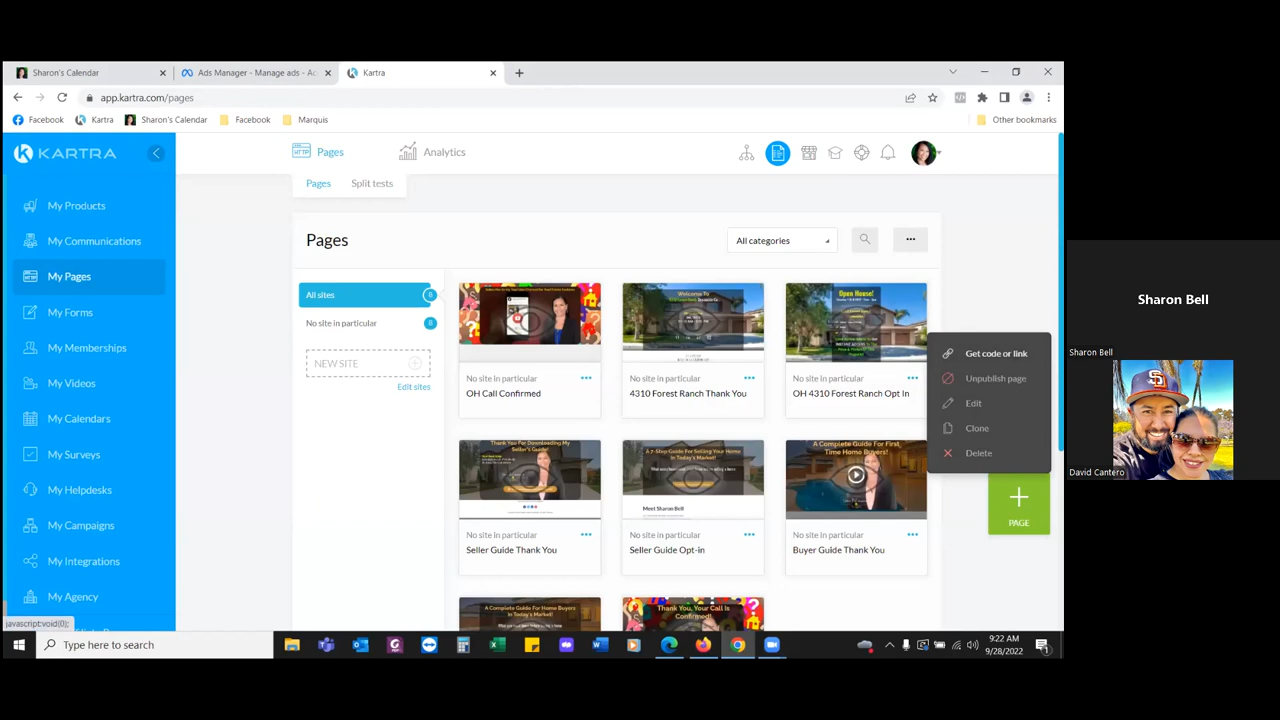 Sharon's Calendar
Ads Manager - Manage ads - Ac
Kartra
app.kartra.com/pages
Facebook
Kartra
Sharon's Calendar
Facebook
Marquis
Other bookmarks
KARTRA
HTTP
Pages
Analytics
Pages
Split tests
My Products
My Communications
HTTP
My Pages
My Forms
My Memberships
My Videos
My Calendars
My Surveys
My Helpdesks
My Campaigns
My Integrations
My Agency
javascript:void(0);
Pages
All categories
All sites
8
No site in particular
8
NEW SITE
Edit sites
No site in particular
OH Call Confirmed
Welcome To
No site in particular
4310 Forest Ranch Thank You
Open House!
No site in particular
OH 4310 Forest Ranch Opt In
Get code or link
Unpublish page
Edit
Clone
Delete
PAGE
Thank You For Downloading My
Seller's Guide!
No site in particular
Seller Guide Thank You
A 7-Step Guide For Selling Your Home
In Today's Market!
Meet Sharon Bell
No site in particular
Seller Guide Opt-in
A Complete Guide For First
Time Home Buyers!
No site in particular
Buyer Guide Thank You
A Complete Guide For Home Buyers
In Today's Market!
Thank You, Your Call Is
Confirmed!
Type here to search
9:22 AM
9/28/2022
Sharon Bell
Sharon Bell
David Cantero